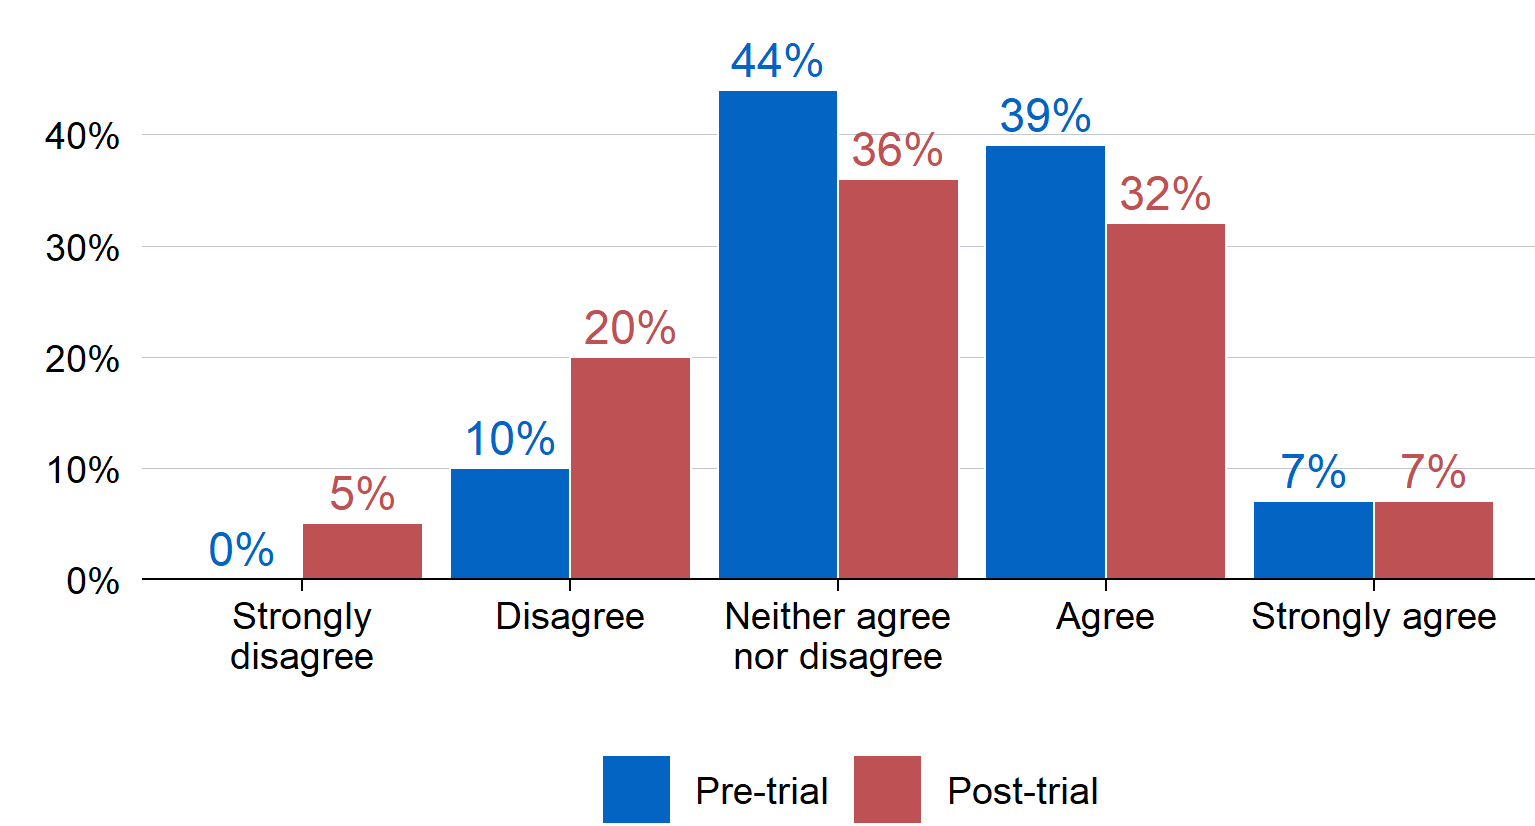 44%
39%
40%
36%
32%
30%
20%
20%
10%
10%
5%
7%
7%
0%
0%
Strongly disagree
Disagree
Neither agree nor disagree
Agree
Strongly agree
Pre-trial
Post-trial